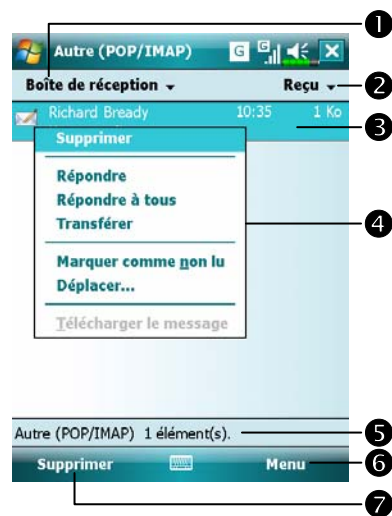 1
Autre (POP/IMAP) G G X
Boîte de réception Reçu 2
Richard Bready 10:35 1 Ko 3
Supprimer
Répondre
Répondre à tous
Transférer 4
Marquer comme non lu
Déplacer...
Télécharger le message
Autre (POP/IMAP) 1 élément(s). 5
Supprimer Menu 6
7